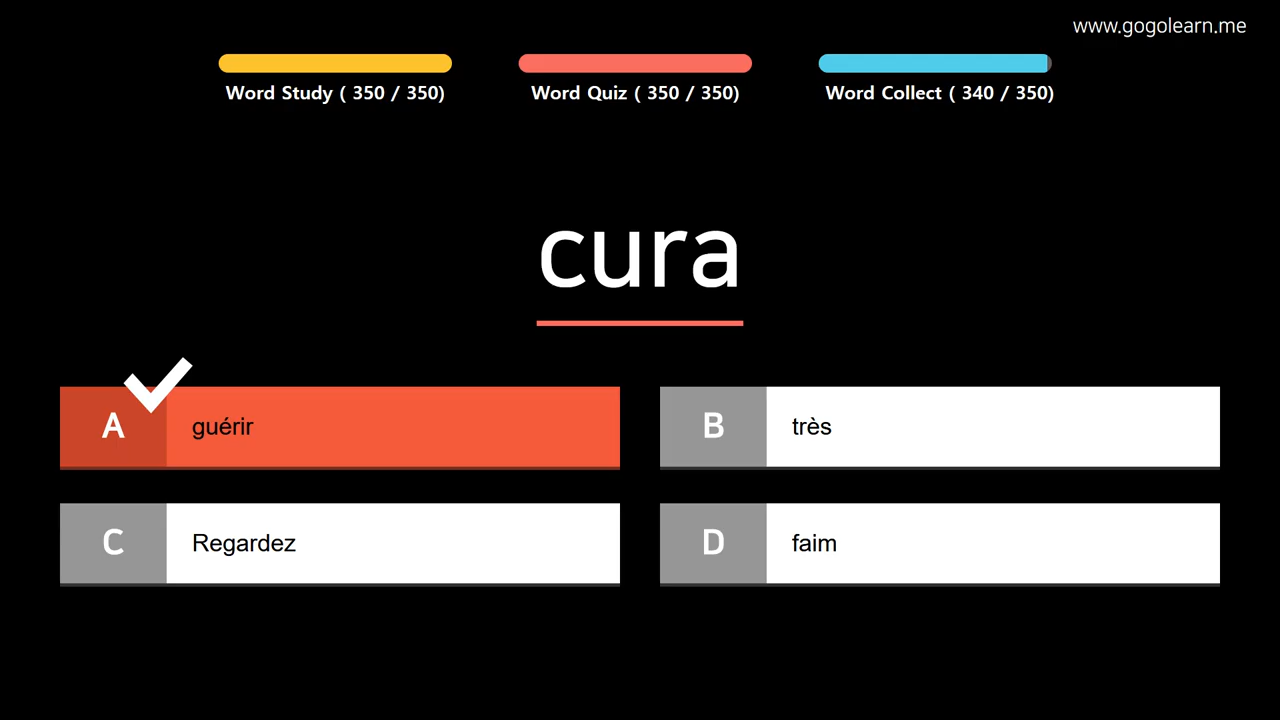 www.gogolearn.me
Word Study ( 350 / 350)
Word Quiz ( 350 / 350)
Word Collect ( 340 / 350)
cura
A
guérir
B
très
C
Regardez
D
faim